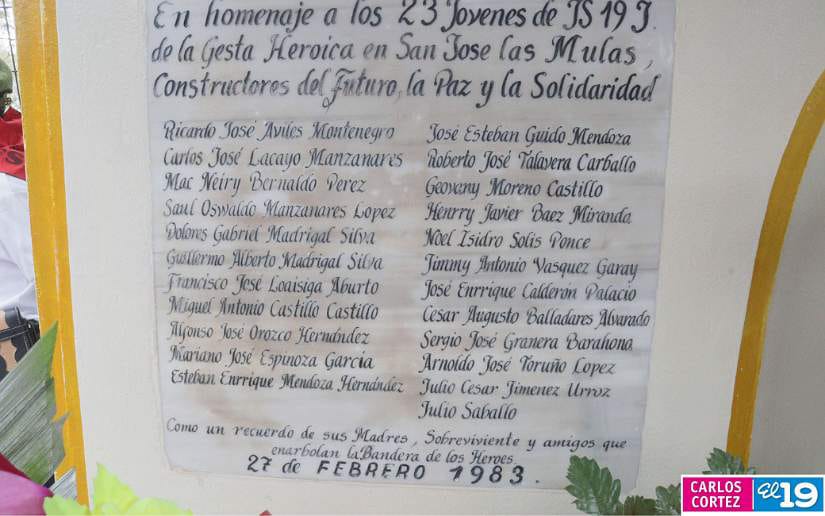 En homenaje a los 23 Jovenes de JS 19 J.
de la Gesta Heroica en San Jose las Mulas,
Constructores del Futuro, la Paz y la Solidaridad
Ricardo José Aviles Montenegro
Carlos José Lacayo Manzanares
Mac Neiry Bernaldo Perez
Saul Oswaldo Manzanares Lopez
Dolores Gabriel Madrigal Silva
Guillermo Alberto Madrigal Silva
Francisco José Loaisiga Aburto
Miguel Antonio Castillo Castillo
Alfonso José Orozco Hernández
Mariano José Espinoza Garcia
Esteban Enrrique Mendoza Hernández
José Esteban Guido Mendoza
Roberto José Talavera Carballo
Geoveny Moreno Castillo
Henrry Javier Baez Miranda
Noel Isidro Solis Ponce
Jimmy Antonio Vasquez Garay
José Enrrique Calderón Palacio
Cesar Augusto Balladares Alvarado
Sergio José Granera Barahona
Arnoldo José Toruño Lopez
Julio Cesar Jimenez Urroz
Julio Saballo
Como un recuerdo de sus Madres, Sobreviviente y amigos que
enarbolan la Bandera de los Heroes
27 de FEBRERO 1983.
CARLOS
CORTEZ
El 19